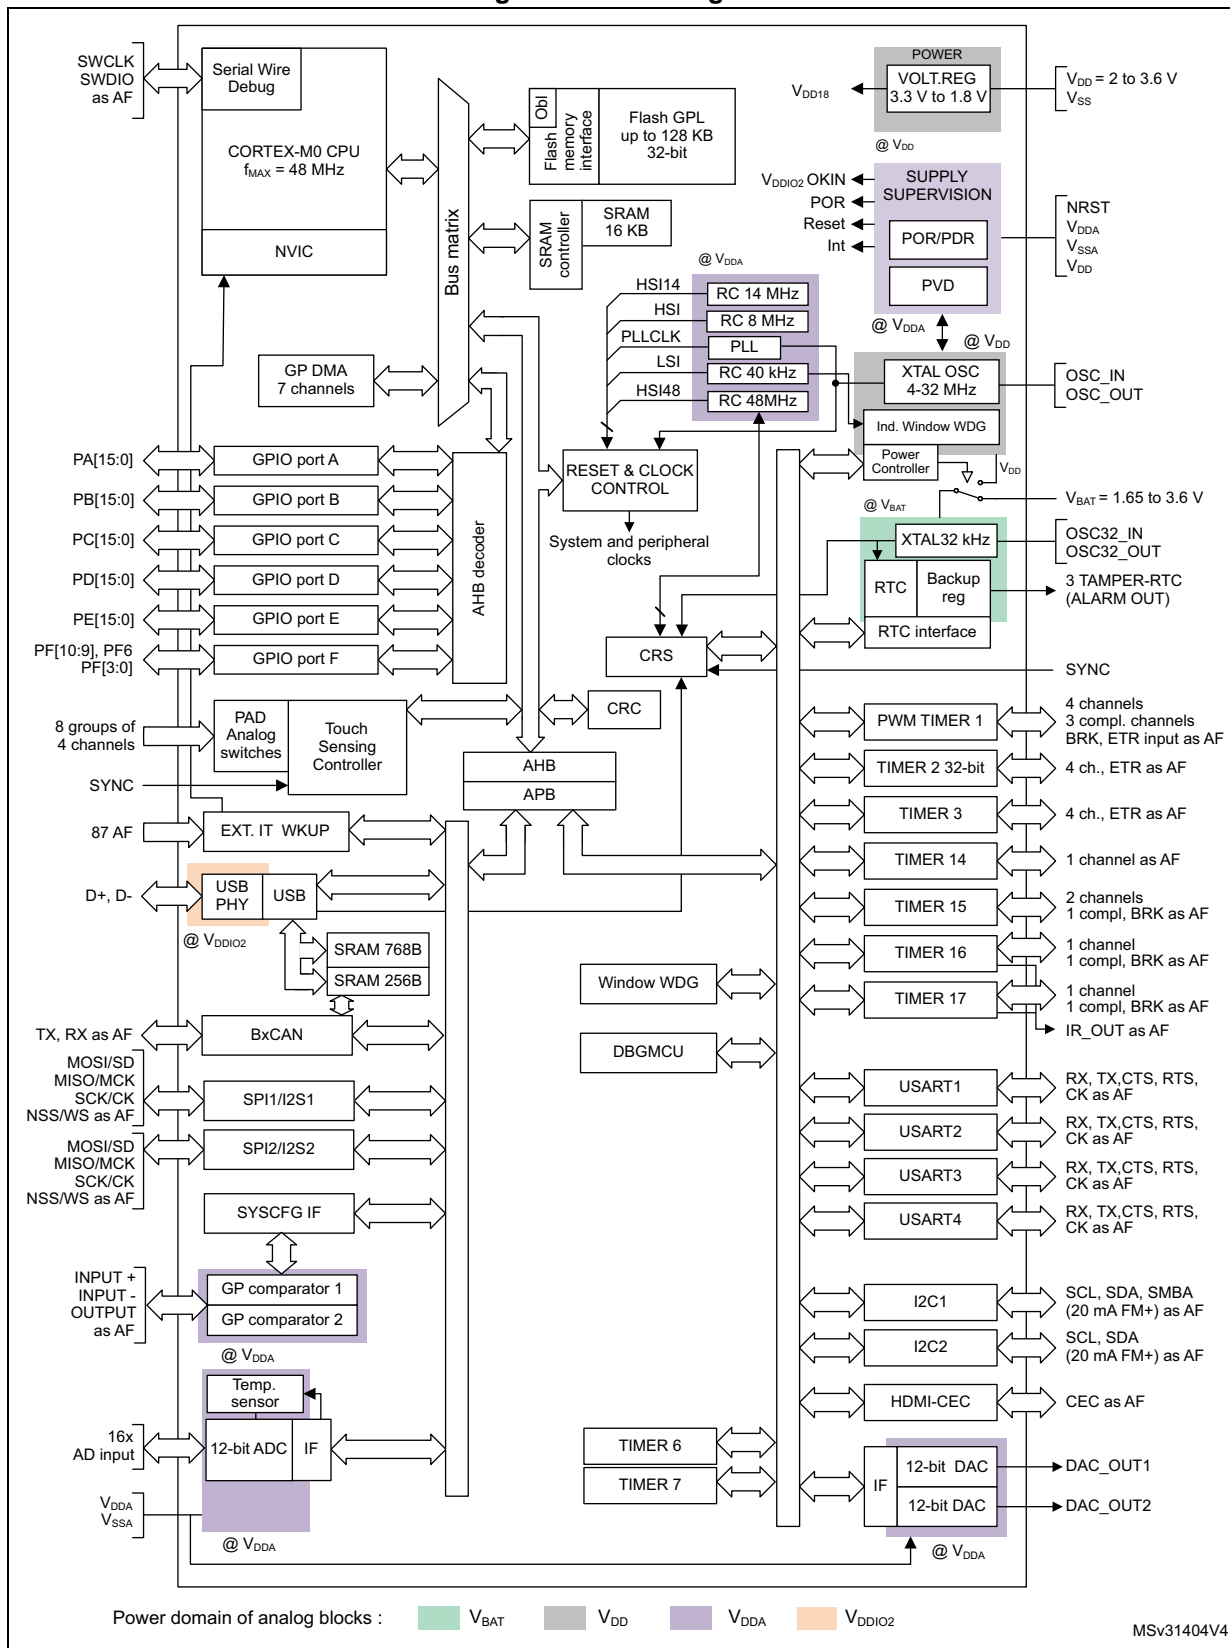 SWCLK
SWDIO
as AF
Serial Wire
Debug
CORTEX-M0 CPU
fMAX = 48 MHz
NVIC
Bus matrix
Obl
Flash
memory
interface
Flash GPL
up to 128 KB
32-bit
SRAM
controller
SRAM
16 KB
POWER
VOLT.REG
3.3 V to 1.8 V
VDD18
VDD = 2 to 3.6 V
VSS
@ VDD
VDDIO2 OKIN
POR
Reset
Int
SUPPLY
SUPERVISION
POR/PDR
PVD
NRST
VDDA
VSSA
VDD
@ VDDA
@ VDDA
@ VDD
HSI14
HSI
PLLCLK
LSI
HSI48
RC 14 MHz
RC 8 MHz
PLL
RC 40 kHz
RC 48MHz
XTAL OSC
4-32 MHz
OSC_IN
OSC_OUT
Ind. Window WDG
Power
Controller
VDD
@ VBAT
VBAT = 1.65 to 3.6 V
XTAL32 kHz
OSC32_IN
OSC32_OUT
RTC
Backup
reg
RTC interface
3 TAMPER-RTC
(ALARM OUT)
GP DMA
7 channels
RESET & CLOCK
CONTROL
System and peripheral
clocks
PA[15:0]
GPIO port A
PB[15:0]
GPIO port B
PC[15:0]
GPIO port C
PD[15:0]
GPIO port D
PE[15:0]
GPIO port E
PF[10:9], PF6
PF[3:0]
GPIO port F
AHB decoder
CRS
SYNC
8 groups of
4 channels
PAD
Analog
switches
Touch
Sensing
Controller
SYNC
CRC
AHB
APB
87 AF
EXT. IT WKUP
D+, D-
USB
PHY
USB
@ VDDIO2
SRAM 768B
SRAM 256B
TX, RX as AF
BxCAN
MOSI/SD
MISO/MCK
SCK/CK
NSS/WS as AF
SPI1/I2S1
MOSI/SD
MISO/MCK
SCK/CK
NSS/WS as AF
SPI2/I2S2
SYSCFG IF
INPUT +
INPUT -
OUTPUT
as AF
GP comparator 1
GP comparator 2
@ VDDA
Temp.
sensor
16x
AD input
12-bit ADC
IF
VDDA
VSSA
@ VDDA
Window WDG
DBGMCU
TIMER 6
TIMER 7
PWM TIMER 1
4 channels
3 compl. channels
BRK, ETR input as AF
TIMER 2 32-bit
4 ch., ETR as AF
TIMER 3
4 ch., ETR as AF
TIMER 14
1 channel as AF
TIMER 15
2 channels
1 compl, BRK as AF
TIMER 16
1 channel
1 compl, BRK as AF
TIMER 17
1 channel
1 compl, BRK as AF
IR_OUT as AF
USART1
RX, TX,CTS, RTS,
CK as AF
USART2
RX, TX,CTS, RTS,
CK as AF
USART3
RX, TX,CTS, RTS,
CK as AF
USART4
RX, TX,CTS, RTS,
CK as AF
I2C1
SCL, SDA, SMBA
(20 mA FM+) as AF
I2C2
SCL, SDA
(20 mA FM+) as AF
HDMI-CEC
CEC as AF
IF
12-bit DAC
DAC_OUT1
12-bit DAC
DAC_OUT2
@ VDDA
Power domain of analog blocks :
VBAT
VDD
VDDA
VDDIO2
MSv31404V4